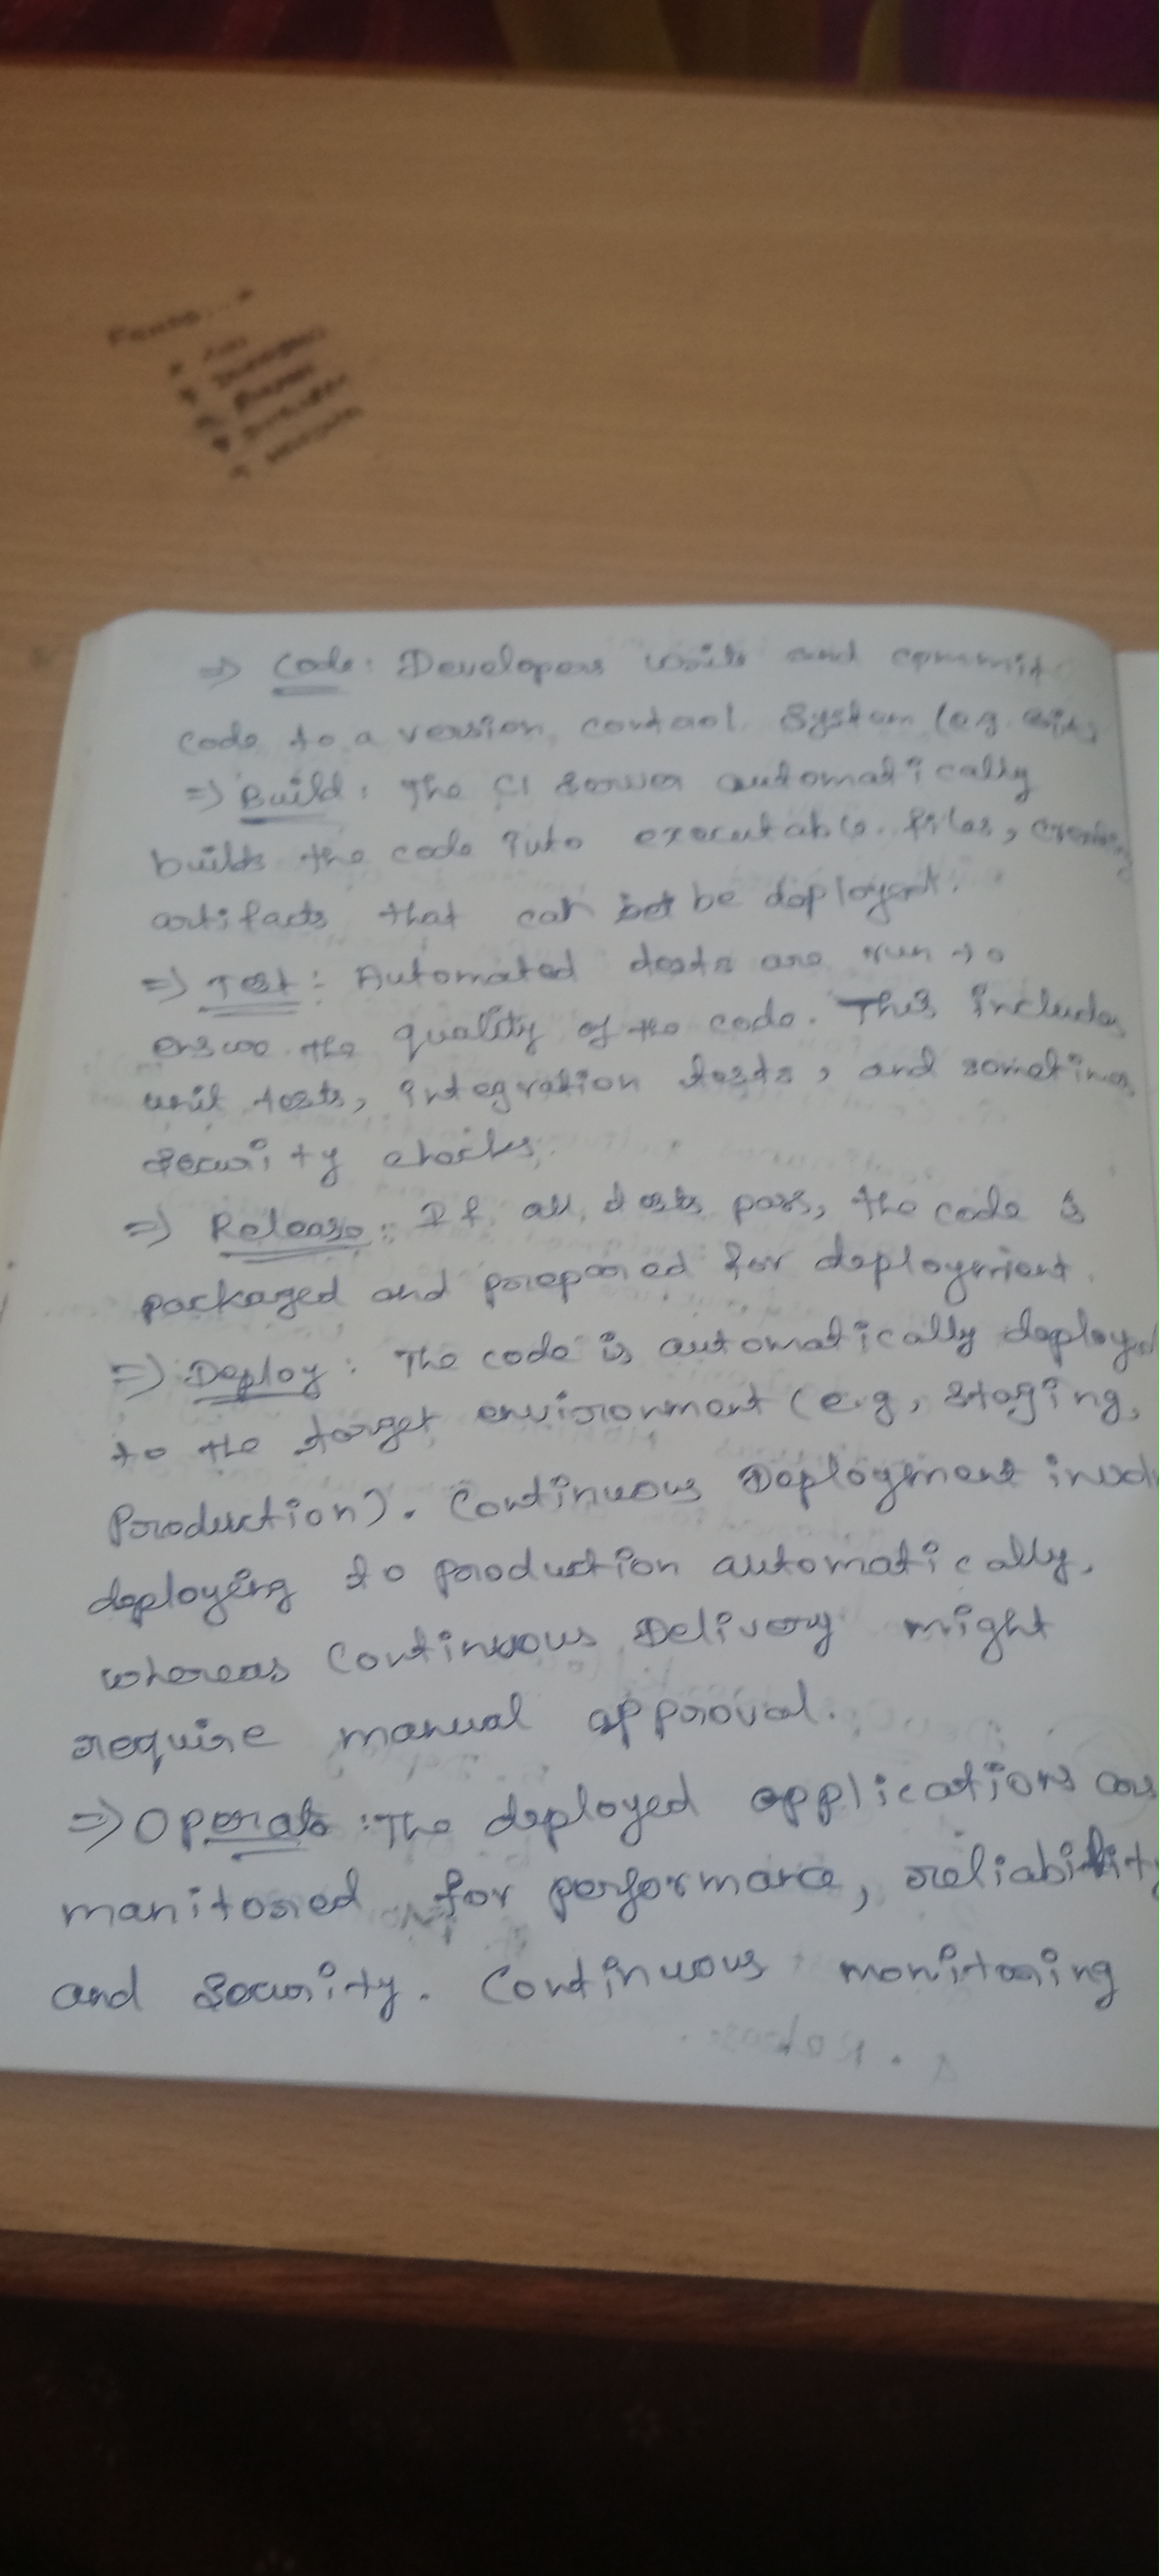 ⇒ Code: Developers write and commit
code to a version control System (e.g. Git,
⇒ Build: The CI Server automatically
builds the code into executable files, creating
artifacts that can be deployed.
⇒ Test: Automated tests are run to
ensure the quality of the code. This includes
unit tests, integration tests, and sometimes
Security checks.
⇒ Release: If all tests pass, the code is
packaged and prepared for deployment.
⇒ Deploy: The code is automatically deployed
to the target environment (e.g, Staging,
Production). Continuous Deployment invol
deploying to production automatically,
whereas Continuous Delivery might
require manual approval.
⇒ Operate: The deployed applications are
monitored for performance, reliability
and Security. Continuous monitoring